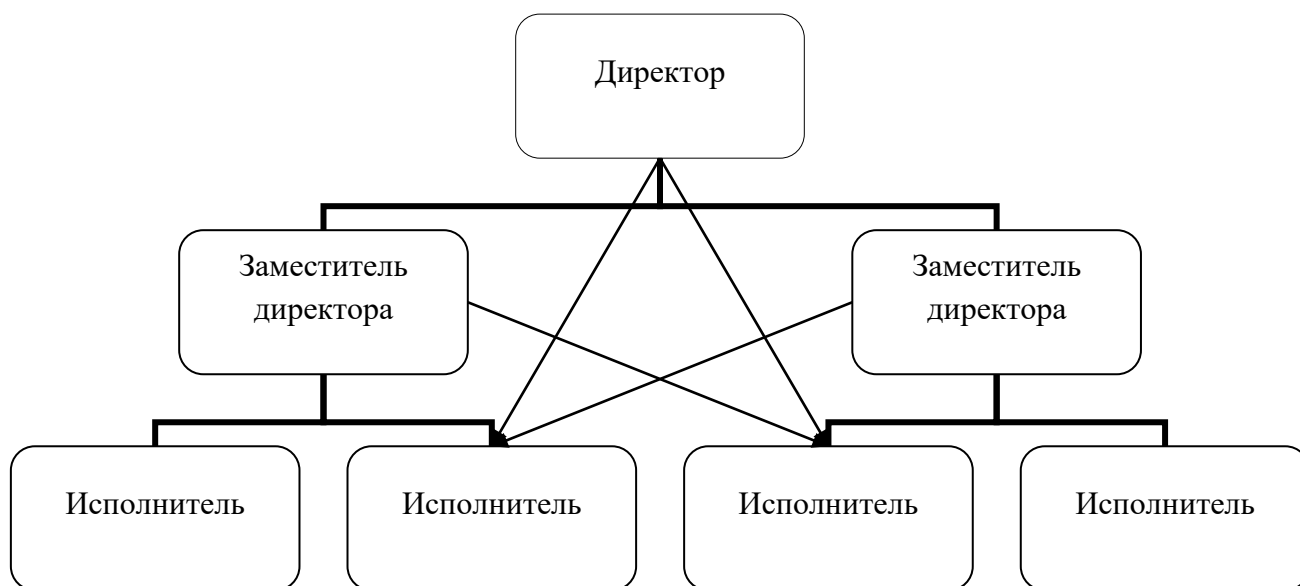 Директор
Заместитель
директора
Заместитель
директора
Исполнитель
Исполнитель
Исполнитель
Исполнитель